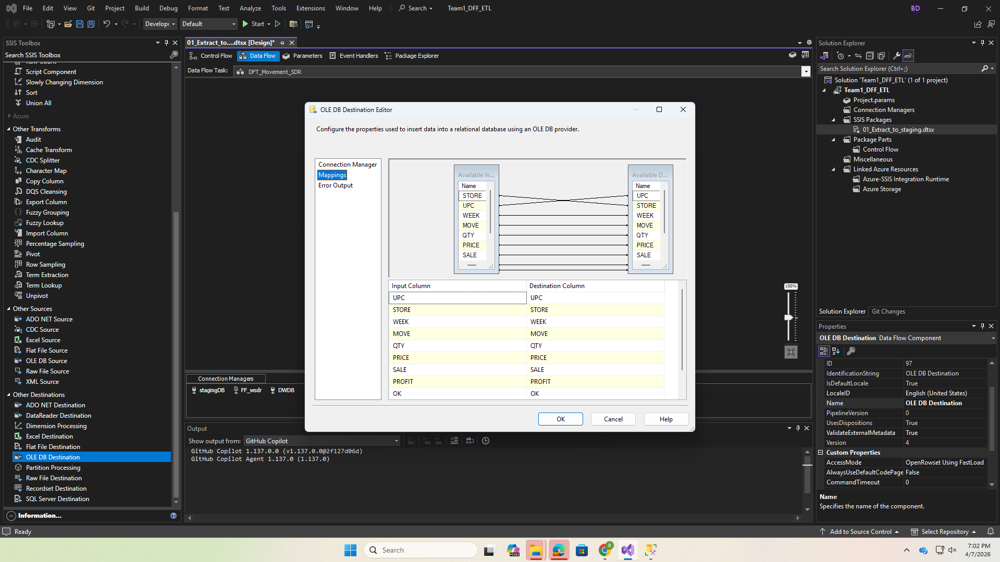 File Edit View Git Project Build Debug Format Test Analyze Tools Extensions Window Help Search Team1_DFF_ETL BD
Develop Default Start
SSIS Toolbox
Search SSIS Toolbox
Row Count
Script Component
Slowly Changing Dimension
Sort
Union All
Azure
Other Transforms
Audit
Cache Transform
CDC Splitter
Character Map
Copy Column
DQS Cleansing
Export Column
Fuzzy Grouping
Fuzzy Lookup
Import Column
Percentage Sampling
Pivot
Row Sampling
Term Extraction
Term Lookup
Unpivot
Other Sources
ADO NET Source
CDC Source
Excel Source
Flat File Source
OLE DB Source
Raw File Source
XML Source
Other Destinations
ADO NET Destination
DataReader Destination
Dimension Processing
Excel Destination
Flat File Destination
OLE DB Destination
Partition Processing
Raw File Destination
Recordset Destination
SQL Server Destination
Information...
01_Extract_to....dtsx [Design]*
Control Flow Data Flow Parameters Event Handlers Package Explorer
Data Flow Task: DFT_Movement_SDR
OLE DB Destination Editor
Configure the properties used to insert data into a relational database using an OLE DB provider.
Connection Manager
Mappings
Error Output
Available In...
Name
STORE
UPC
WEEK
MOVE
QTY
PRICE
SALE
Available D...
Name
UPC
STORE
WEEK
MOVE
QTY
PRICE
SALE
Input Column Destination Column
UPC UPC
STORE STORE
WEEK WEEK
MOVE MOVE
QTY QTY
PRICE PRICE
SALE SALE
PROFIT PROFIT
OK OK
OK Cancel Help
100%
Connection Managers
stagingDB FF_wsdr DWDB
Output
Show output from: GitHub Copilot
GitHub Copilot 1.137.0.0 (v1.137.0.0@2f127d06d)
GitHub Copilot Agent 1.137.0 (1.137.0)
Solution Explorer
Search Solution Explorer (Ctrl+;)
Solution 'Team1_DFF_ETL' (1 of 1 project)
Team1_DFF_ETL
Project.params
Connection Managers
SSIS Packages
01_Extract_to_staging.dtsx
Package Parts
Control Flow
Miscellaneous
Linked Azure Resources
Azure-SSIS Integration Runtime
Azure Storage
Solution Explorer Git Changes
Properties
OLE DB Destination Data Flow Component
ID 97
IdentificationString OLE DB Destination
IsDefaultLocale True
LocaleID English (United States)
Name OLE DB Destination
PipelineVersion 0
UsesDispositions True
ValidateExternalMetadata True
Version 4
Custom Properties
AccessMode OpenRowset Using FastLoad
AlwaysUseDefaultCodePage False
CommandTimeout 0
Name
Specifies the name of the component.
Ready Add to Source Control Select Repository
Search
M365
B
7:02 PM
4/7/2026